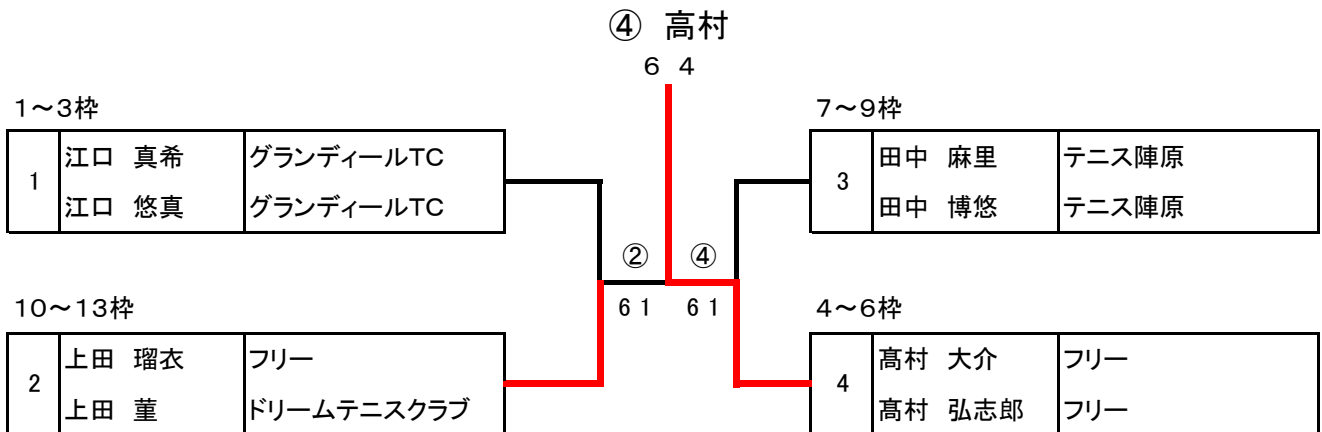 ④ 高村
6 4
1～3枠
1 江口 真希 グランディールTC
江口 悠真 グランディールTC
7～9枠
3 田中 麻里 テニス陣原
田中 博悠 テニス陣原
② ④
6 1 6 1
10～13枠
2 上田 瑠衣 フリー
上田 菫 ドリームテニスクラブ
4～6枠
4 髙村 大介 フリー
髙村 弘志郎 フリー